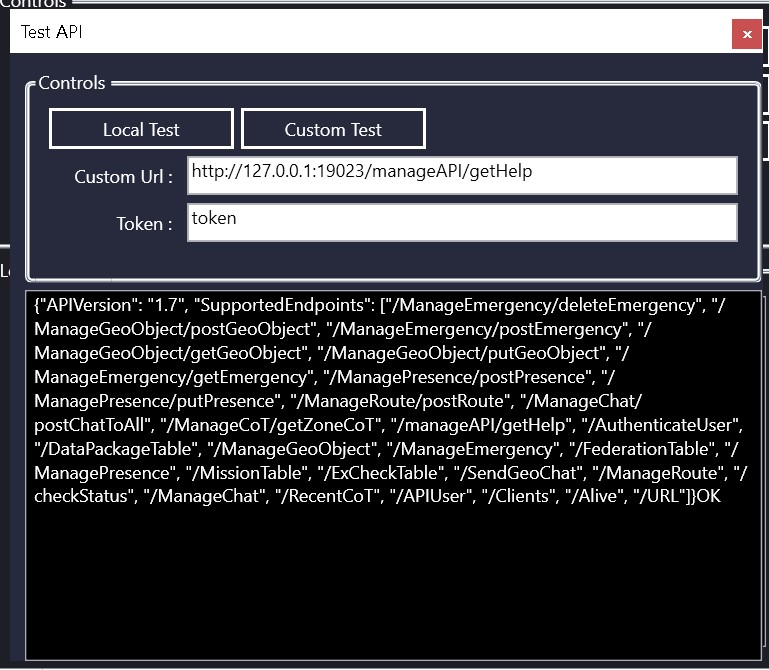 Controls
Test API
Controls
Local Test
Custom Test
Custom Url :
http://127.0.0.1:19023/manageAPI/getHelp
Token :
token
{"APIVersion": "1.7", "SupportedEndpoints": ["/ManageEmergency/deleteEmergency", "/
ManageGeoObject/postGeoObject", "/ManageEmergency/postEmergency", "/
ManageGeoObject/getGeoObject", "/ManageGeoObject/putGeoObject", "/
ManageEmergency/getEmergency", "/ManagePresence/postPresence", "/
ManagePresence/putPresence", "/ManageRoute/postRoute", "/ManageChat/
postChatToAll", "/ManageCoT/getZoneCoT", "/manageAPI/getHelp", "/AuthenticateUser",
"/DataPackageTable", "/ManageGeoObject", "/ManageEmergency", "/FederationTable", "/
ManagePresence", "/MissionTable", "/ExCheckTable", "/SendGeoChat", "/ManageRoute", "/
checkStatus", "/ManageChat", "/RecentCoT", "/APIUser", "/Clients", "/Alive", "/URL"]}OK